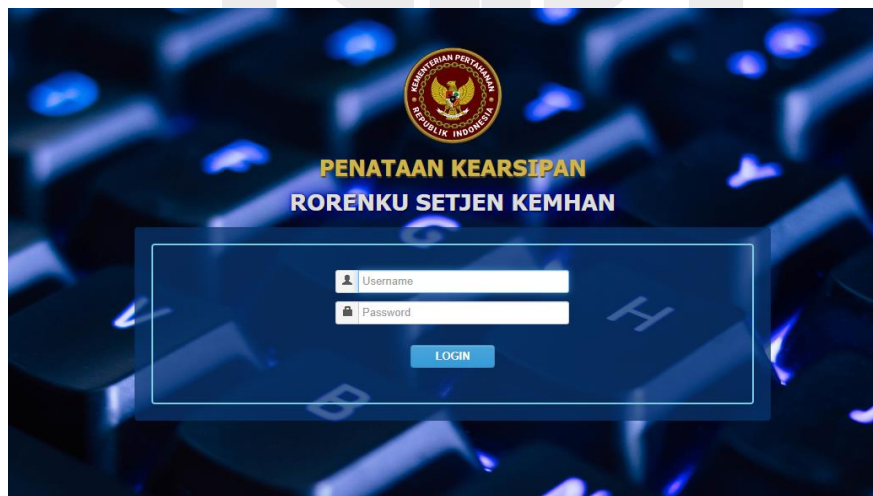 KEMENTERIAN PERTAHANAN
REPUBLIK INDONESIA
PENATAAN KEARSIPAN
RORENKU SETJEN KEMHAN
G
Username
Password
H
V
LOGIN
B